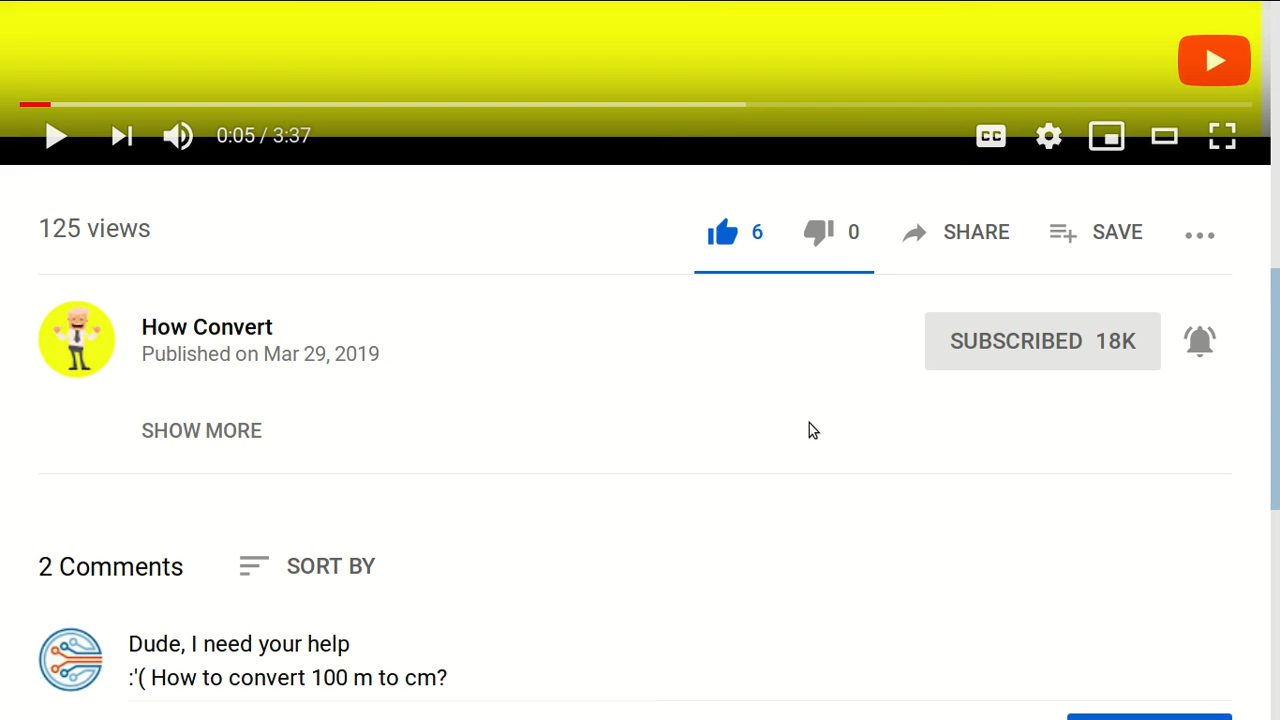 CC
0:05 / 3:37
125 views
6 0 SHARE SAVE
How Convert
Published on Mar 29, 2019
SUBSCRIBED 18K
SHOW MORE
2 Comments SORT BY
Dude, I need your help
:'( How to convert 100 m to cm?